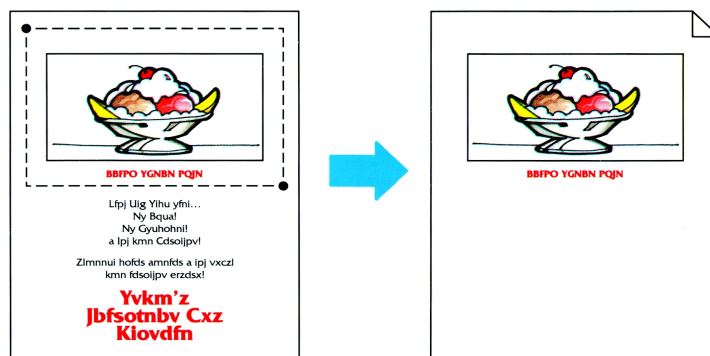 BBFPO YGNBN PQJN
Lfpj Uig Yihu yfni...
Ny Bqua!
Ny Gyuhohni!
a lpj kmn Cdsoijpv!
Zlmnnui hofds amnfds a ipj vxczl
kmn fdsoijpv erzdsx!
Yvkm'z
Jbfsotnbv Cxz
Kiovdfn
BBFPO YGNBN PQJN